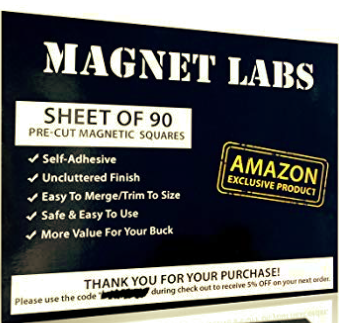 MAGNET LABS
SHEET OF 90
PRE-CUT MAGNETIC SQUARES
✓ Self-Adhesive
✓ Uncluttered Finish
✓ Easy To Merge/Trim To Size
✓ Safe & Easy To Use
✓ More Value For Your Buck
AMAZON
EXCLUSIVE PRODUCT
THANK YOU FOR YOUR PURCHASE!
Please use the code " " during check out to receive 5% OFF on your next order.